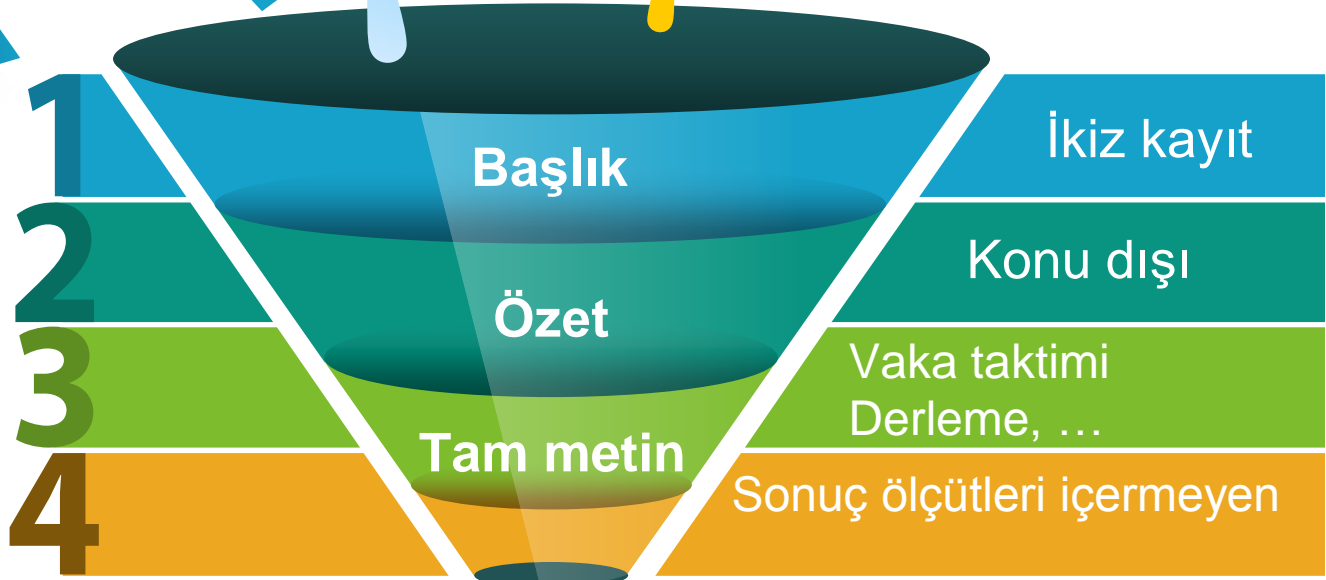 1
Başlık
İkiz kayıt
2
Özet
Konu dışı
3
Tam metin
Vaka taktimi
Derleme, …
4
Sonuç ölçütleri içermeyen